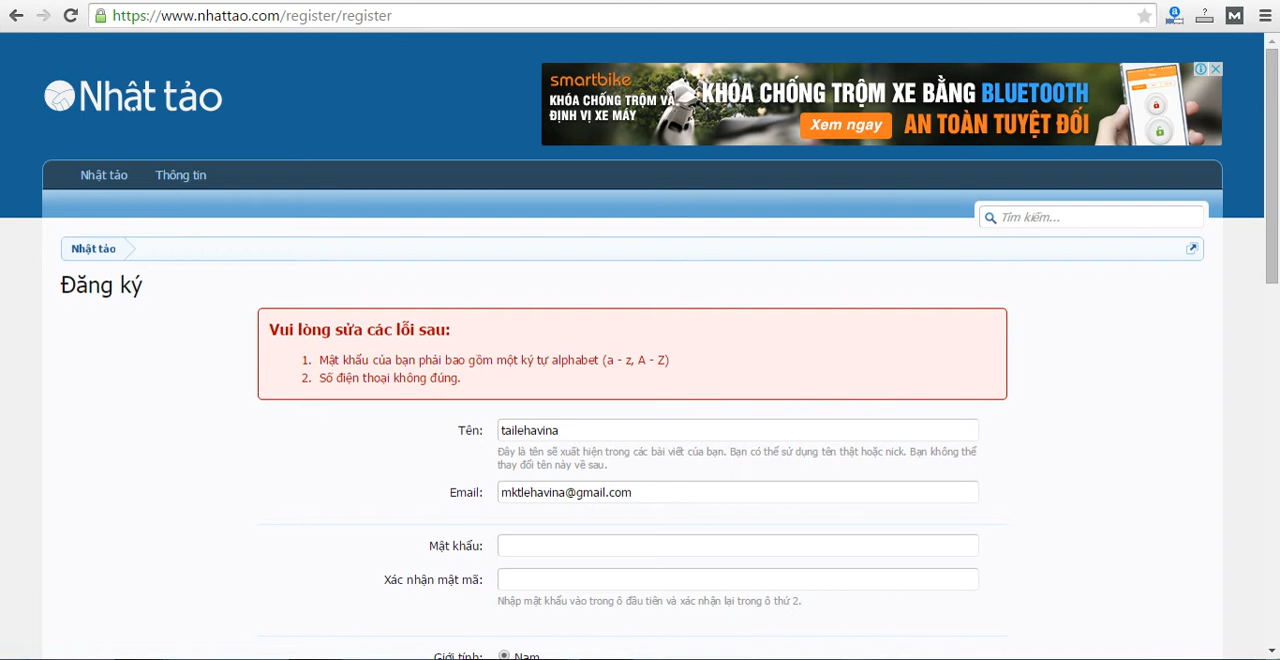 https://www.nhattao.com/register/register
Nhật tảo
smartbike
KHÓA CHỐNG TRỘM VÀ
ĐỊNH VỊ XE MÁY
KHÓA CHỐNG TRỘM XE BẰNG BLUETOOTH
Xem ngay
AN TOÀN TUYỆT ĐỐI
Nhật tảo
Thông tin
Tìm kiếm...
Nhật tảo
Đăng ký
Vui lòng sửa các lỗi sau:
1. Mật khẩu của bạn phải bao gồm một ký tự alphabet (a - z, A - Z)
2. Số điện thoại không đúng.
Tên: tailehavina
Đây là tên sẽ xuất hiện trong các bài viết của bạn. Bạn có thể sử dụng tên thật hoặc nick. Bạn không thể
thay đổi tên này về sau.
Email: mktlehavina@gmail.com
Mật khẩu:
Xác nhận mật mã:
Nhập mật khẩu vào trong ô đầu tiên và xác nhận lại trong ô thứ 2.
Giới tính: Nam